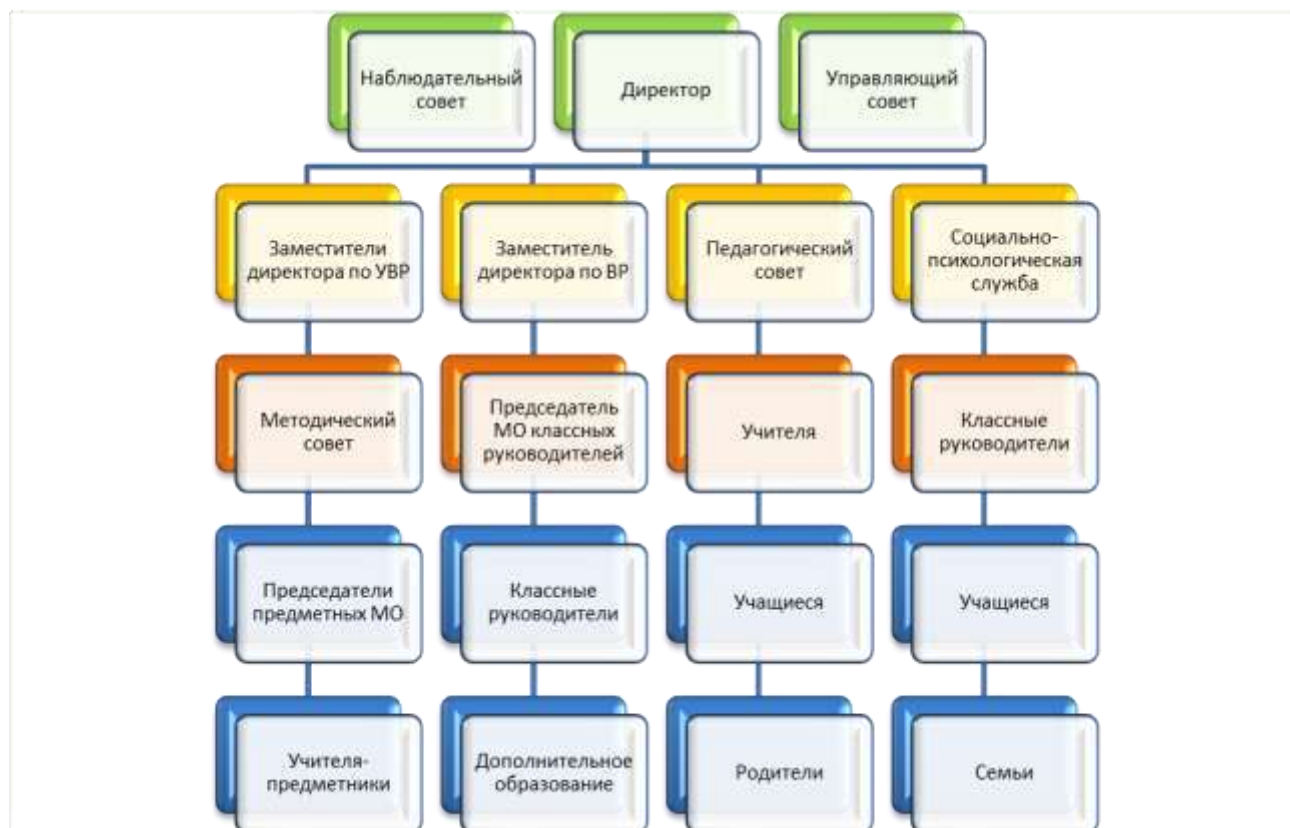 Наблюдательный
совет
Директор
Управляющий
совет
Заместители
директора по УВР
Заместитель
директора по ВР
Педагогический
совет
Социально-
психологическая
служба
Методический
совет
Председатель
МО классных
руководителей
Учителя
Классные
руководители
Председатели
предметных МО
Классные
руководители
Учащиеся
Учащиеся
Учителя-
предметники
Дополнительное
образование
Родители
Семьи